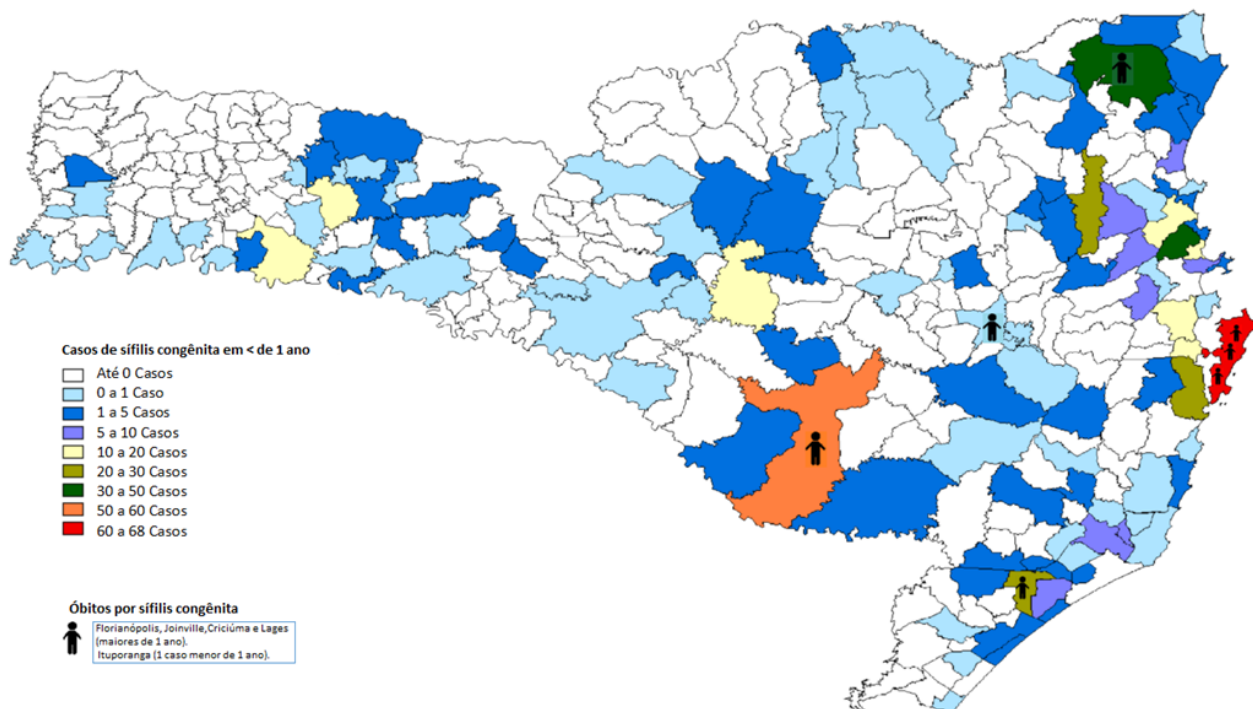 Casos de sífilis congênita em < de 1 ano
Até 0 Casos
0 a 1 Caso
1 a 5 Casos
5 a 10 Casos
10 a 20 Casos
20 a 30 Casos
30 a 50 Casos
50 a 60 Casos
60 a 68 Casos
Óbitos por sífilis congênita
Florianópolis, Joinville,Criciúma e Lages
(maiores de 1 ano).
Ituporanga (1 caso menor de 1 ano).